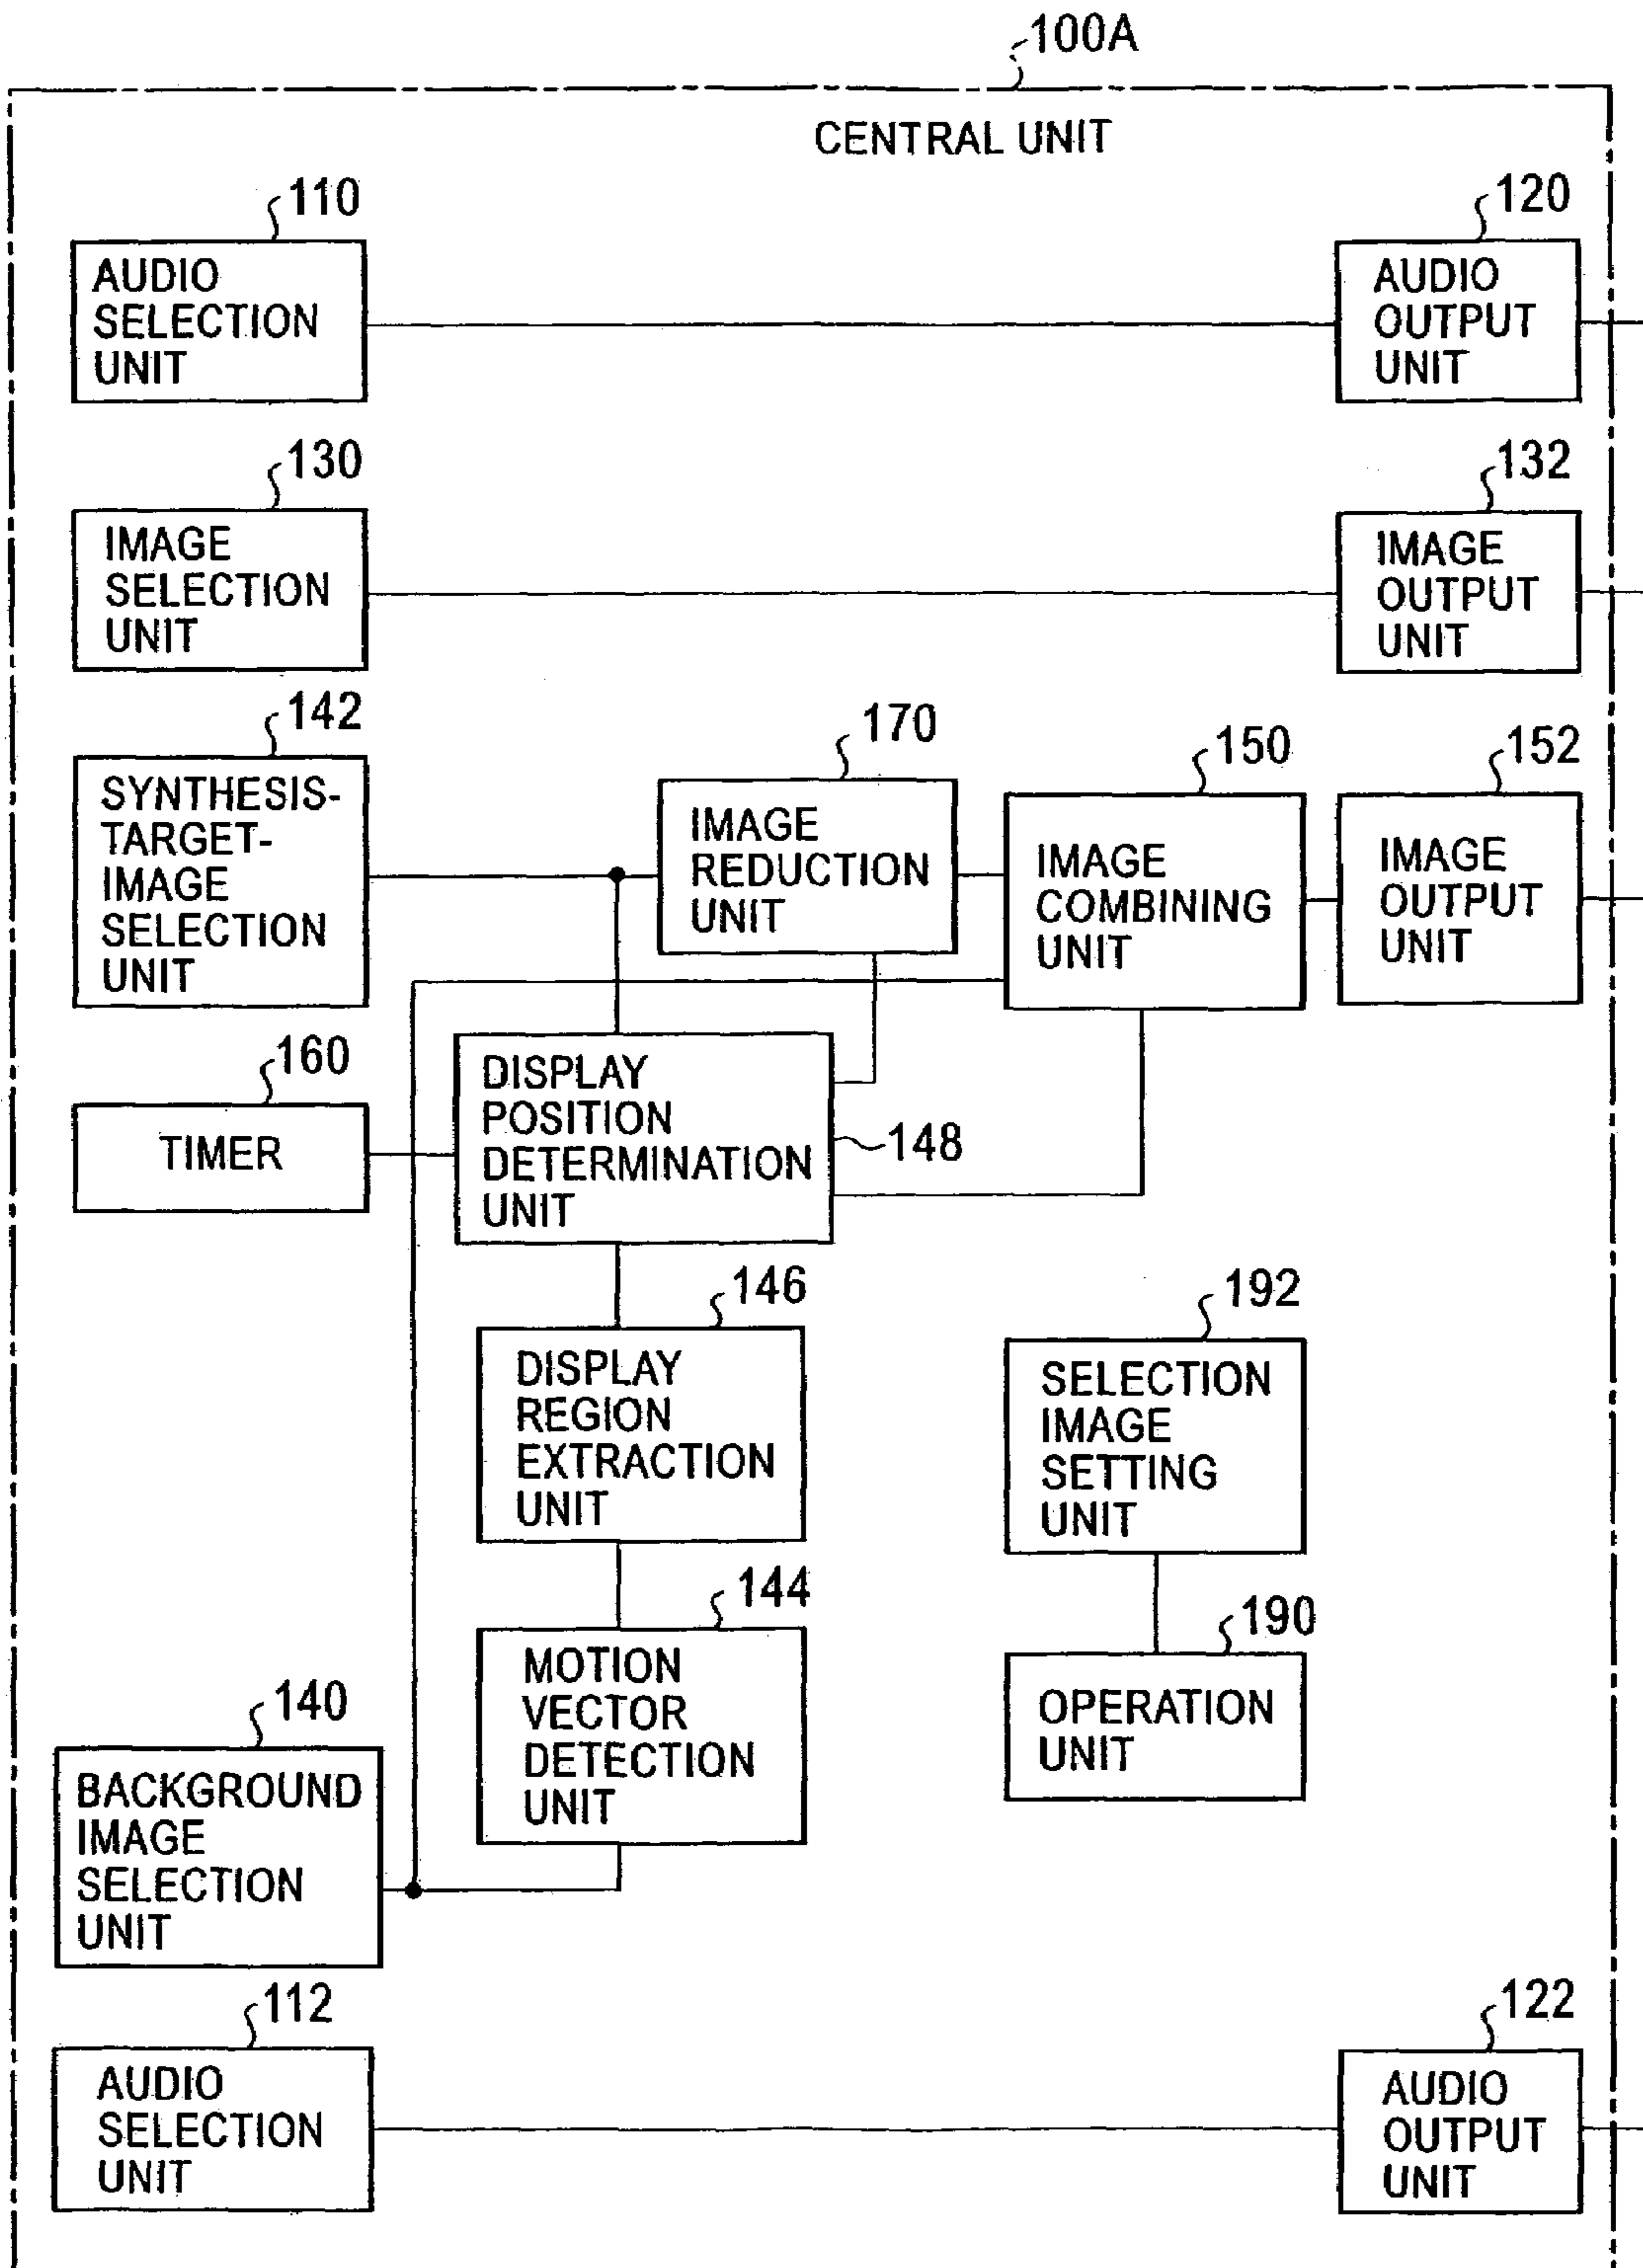 100A
CENTRAL UNIT
110
AUDIO
SELECTION
UNIT
120
AUDIO
OUTPUT
UNIT
130
IMAGE
SELECTION
UNIT
132
IMAGE
OUTPUT
UNIT
142
SYNTHESIS-
TARGET-
IMAGE
SELECTION
UNIT
170
IMAGE
REDUCTION
UNIT
150
IMAGE
COMBINING
UNIT
152
IMAGE
OUTPUT
UNIT
160
TIMER
DISPLAY
POSITION
DETERMINATION
UNIT
148
146
DISPLAY
REGION
EXTRACTION
UNIT
192
SELECTION
IMAGE
SETTING
UNIT
144
MOTION
VECTOR
DETECTION
UNIT
190
OPERATION
UNIT
140
BACKGROUND
IMAGE
SELECTION
UNIT
112
AUDIO
SELECTION
UNIT
122
AUDIO
OUTPUT
UNIT